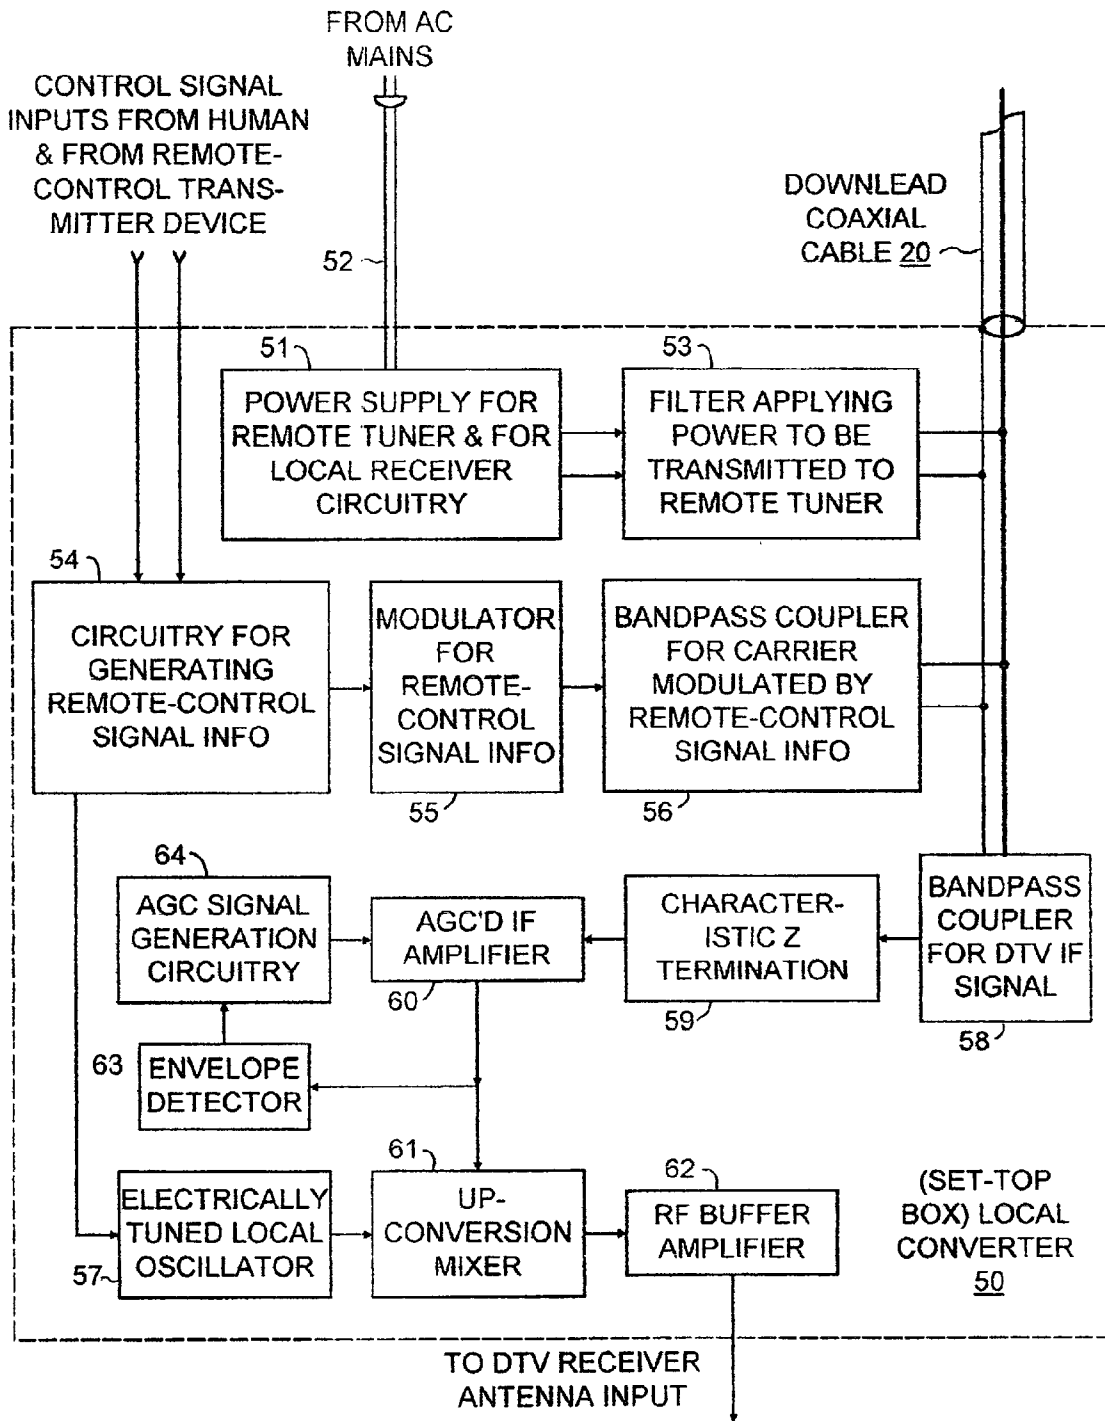 FROM AC
MAINS
CONTROL SIGNAL
INPUTS FROM HUMAN
& FROM REMOTE-
CONTROL TRANS-
MITTER DEVICE
DOWNLEAD
COAXIAL
CABLE 20
52
51
POWER SUPPLY FOR
REMOTE TUNER & FOR
LOCAL RECEIVER
CIRCUITRY
53
FILTER APPLYING
POWER TO BE
TRANSMITTED TO
REMOTE TUNER
54
CIRCUITRY FOR
GENERATING
REMOTE-CONTROL
SIGNAL INFO
MODULATOR
FOR
REMOTE-
CONTROL
SIGNAL INFO
55
BANDPASS COUPLER
FOR CARRIER
MODULATED BY
REMOTE-CONTROL
SIGNAL INFO
56
64
AGC SIGNAL
GENERATION
CIRCUITRY
AGC'D IF
AMPLIFIER
60
CHARACTER-
ISTIC Z
TERMINATION
59
BANDPASS
COUPLER
FOR DTV IF
SIGNAL
58
63
ENVELOPE
DETECTOR
ELECTRICALLY
TUNED LOCAL
OSCILLATOR
57
61
UP-
CONVERSION
MIXER
62
RF BUFFER
AMPLIFIER
(SET-TOP
BOX) LOCAL
CONVERTER
50
TO DTV RECEIVER
ANTENNA INPUT